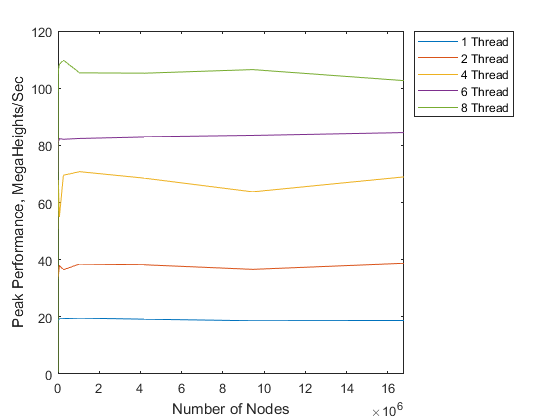 120
100
80
60
40
20
0
Peak Performance, MegaHeights/Sec
0 2 4 6 8 10 12 14 16
×10^6
Number of Nodes
1 Thread
2 Thread
4 Thread
6 Thread
8 Thread